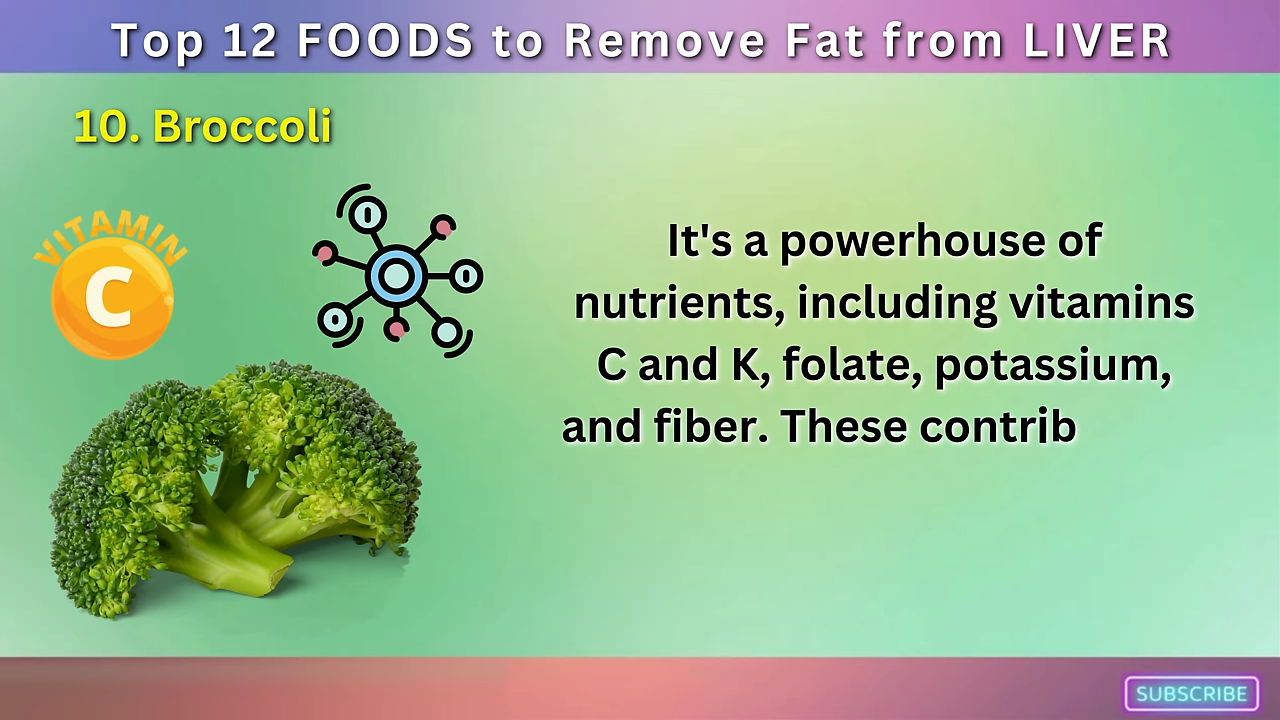 Top 12 FOODS to Remove Fat from LIVER
10. Broccoli
VITAMIN
C
It's a powerhouse of
nutrients, including vitamins
C and K, folate, potassium,
and fiber. These contrib
SUBSCRIBE